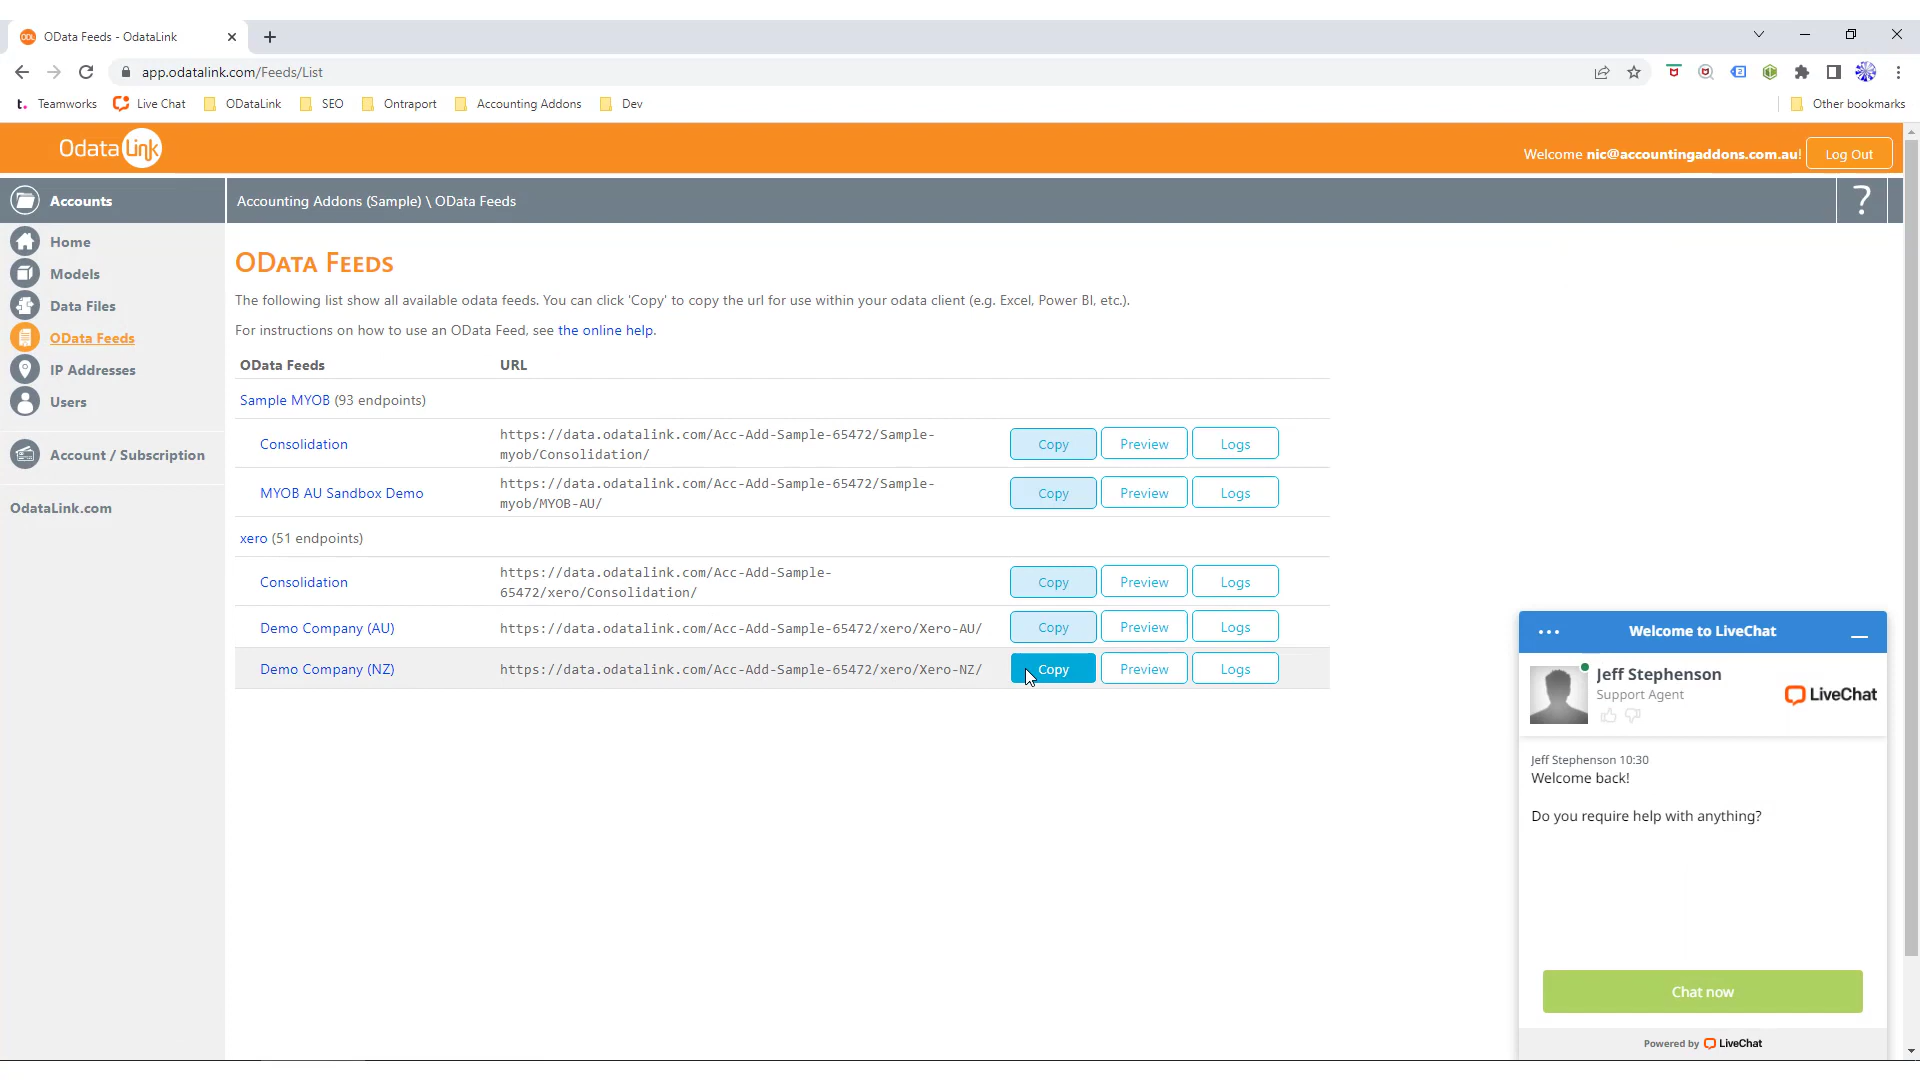 OData Feeds - OdataLink
app.odatalink.com/Feeds/List
Teamworks Live Chat ODataLink SEO Ontraport Accounting Addons Dev Other bookmarks
OdataLink
Welcome nic@accountingaddons.com.au! Log Out
Accounts
Accounting Addons (Sample) \ OData Feeds ?
Home
Models
Data Files
OData Feeds
IP Addresses
Users
Account / Subscription
OdataLink.com
OData Feeds
The following list show all available odata feeds. You can click 'Copy' to copy the url for use within your odata client (e.g. Excel, Power BI, etc.).
For instructions on how to use an OData Feed, see the online help.
OData Feeds URL
Sample MYOB (93 endpoints)
Consolidation https://data.odatalink.com/Acc-Add-Sample-65472/Sample-
myob/Consolidation/ Copy Preview Logs
MYOB AU Sandbox Demo https://data.odatalink.com/Acc-Add-Sample-65472/Sample-
myob/MYOB-AU/ Copy Preview Logs
xero (51 endpoints)
Consolidation https://data.odatalink.com/Acc-Add-Sample-
65472/xero/Consolidation/ Copy Preview Logs
Demo Company (AU) https://data.odatalink.com/Acc-Add-Sample-65472/xero/Xero-AU/ Copy Preview Logs
Demo Company (NZ) https://data.odatalink.com/Acc-Add-Sample-65472/xero/Xero-NZ/ Copy Preview Logs
Welcome to LiveChat
Jeff Stephenson
Support Agent
LiveChat
Jeff Stephenson 10:30
Welcome back!
Do you require help with anything?
Chat now
Powered by LiveChat